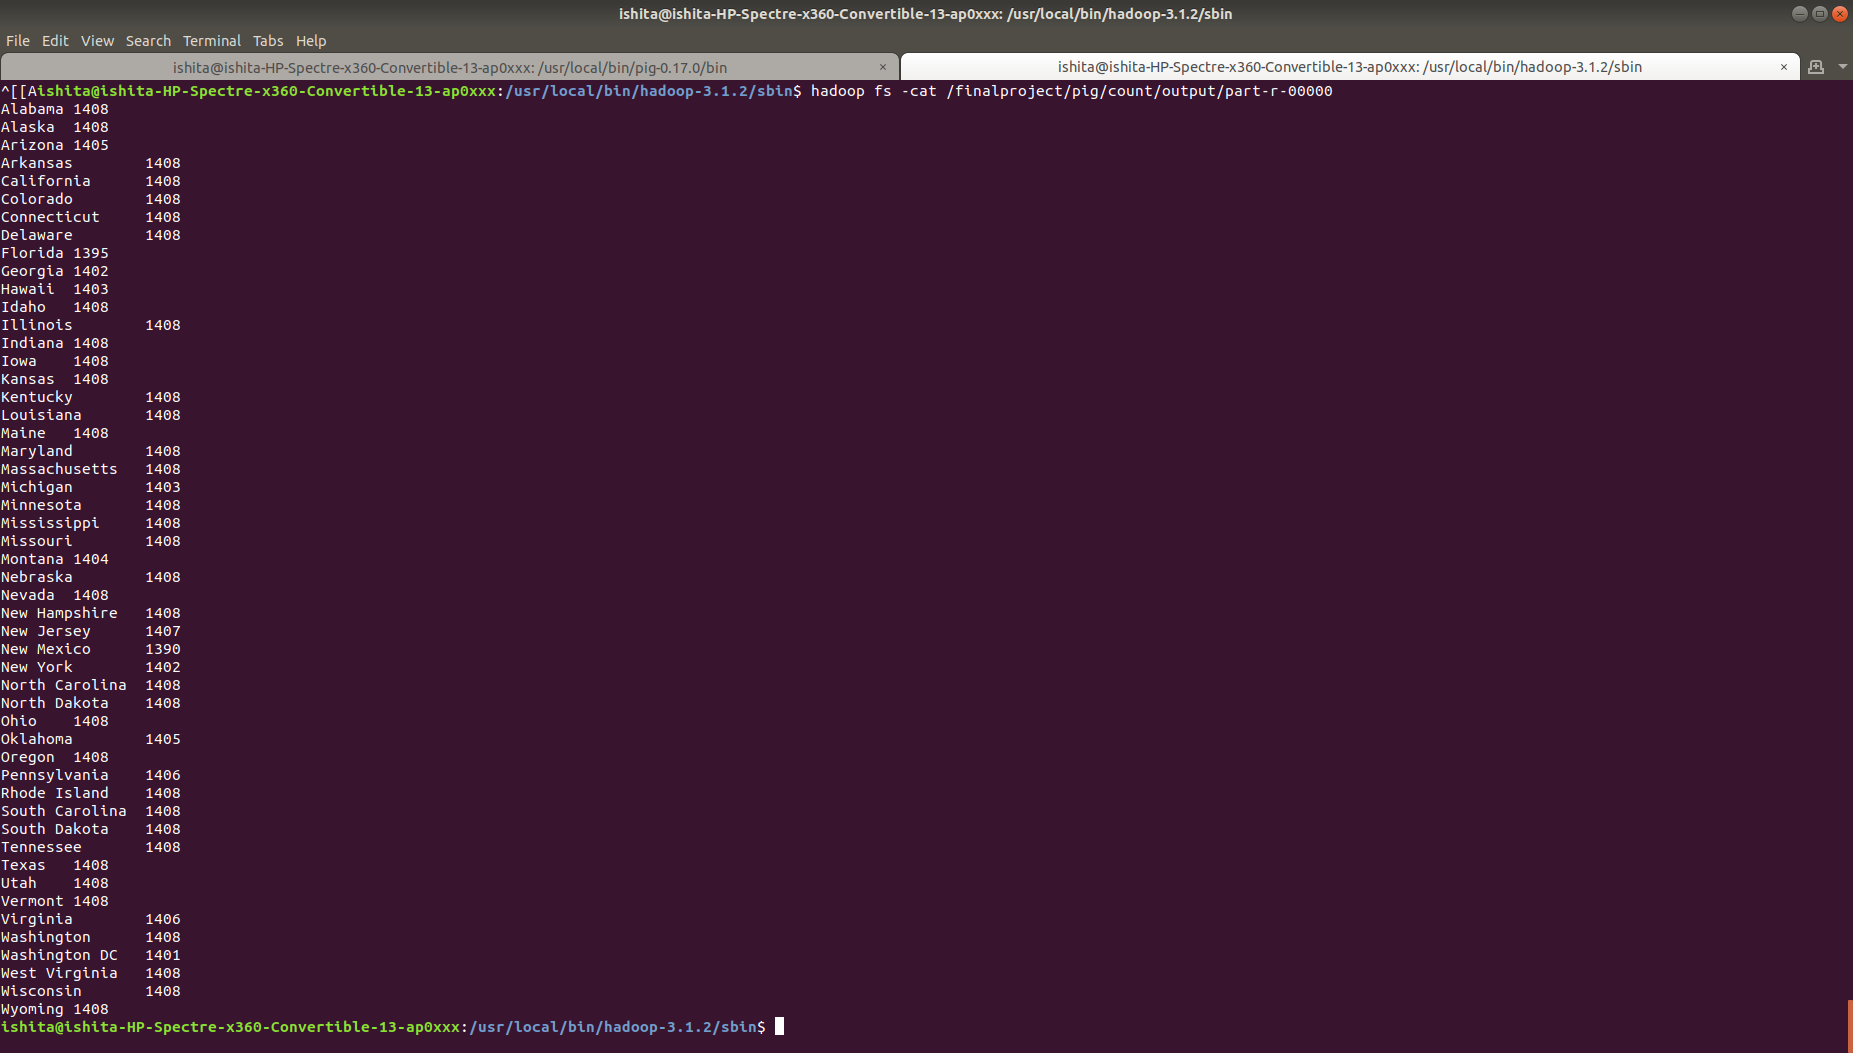 ishita@ishita-HP-Spectre-x360-Convertible-13-ap0xxx: /usr/local/bin/hadoop-3.1.2/sbin
File Edit View Search Terminal Tabs Help
ishita@ishita-HP-Spectre-x360-Convertible-13-ap0xxx: /usr/local/bin/pig-0.17.0/bin × ishita@ishita-HP-Spectre-x360-Convertible-13-ap0xxx: /usr/local/bin/hadoop-3.1.2/sbin ×
^[[Aishita@ishita-HP-Spectre-x360-Convertible-13-ap0xxx:/usr/local/bin/hadoop-3.1.2/sbin$ hadoop fs -cat /finalproject/pig/count/output/part-r-00000
Alabama 1408
Alaska  1408
Arizona 1405
Arkansas        1408
California      1408
Colorado        1408
Connecticut     1408
Delaware        1408
Florida 1395
Georgia 1402
Hawaii  1403
Idaho   1408
Illinois        1408
Indiana 1408
Iowa    1408
Kansas  1408
Kentucky        1408
Louisiana       1408
Maine   1408
Maryland        1408
Massachusetts   1408
Michigan        1403
Minnesota       1408
Mississippi     1408
Missouri        1408
Montana 1404
Nebraska        1408
Nevada  1408
New Hampshire   1408
New Jersey      1407
New Mexico      1390
New York        1402
North Carolina  1408
North Dakota    1408
Ohio    1408
Oklahoma        1405
Oregon  1408
Pennsylvania    1406
Rhode Island    1408
South Carolina  1408
South Dakota    1408
Tennessee       1408
Texas   1408
Utah    1408
Vermont 1408
Virginia        1406
Washington      1408
Washington DC   1401
West Virginia   1408
Wisconsin       1408
Wyoming 1408
ishita@ishita-HP-Spectre-x360-Convertible-13-ap0xxx:/usr/local/bin/hadoop-3.1.2/sbin$